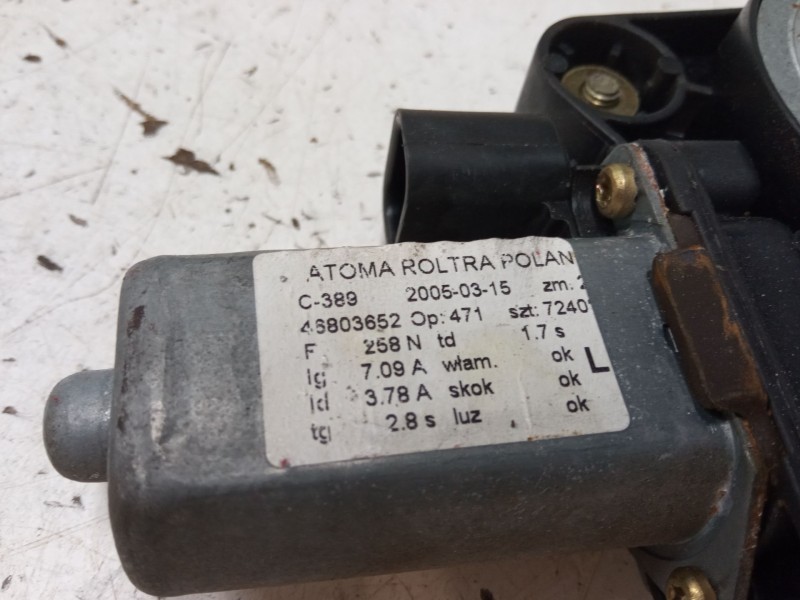 ATOMA ROLTRA POLAN
C-389 2005-03-15 zm: 2
46803652 Op: 471 szt: 7240
F 258 N td 1.7 s
Ig 7.09 A włam. ok L
Id 3.78 A skok ok
tg 2.8 s luz ok